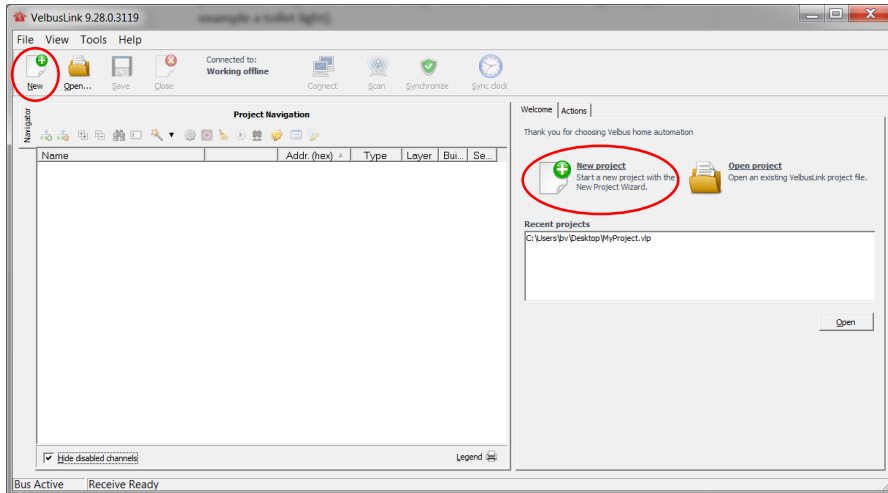 VelbusLink 9.28.0.3119
example a toilet light).
File View Tools Help
New Open... Save Close
Connected to:
Working offline
Connect Scan Synchronize Sync clock
Navigator
Project Navigation
Name Addr. (hex) Type Layer Bui... Se...
Hide disabled channels
Legend
Welcome Actions
Thank you for choosing Velbus home automation
New project
Start a new project with the
New Project Wizard.
Open project
Open an existing VelbusLink project file.
Recent projects
C:\Users\bv\Desktop\MyProject.vlp
Open
Bus Active Receive Ready